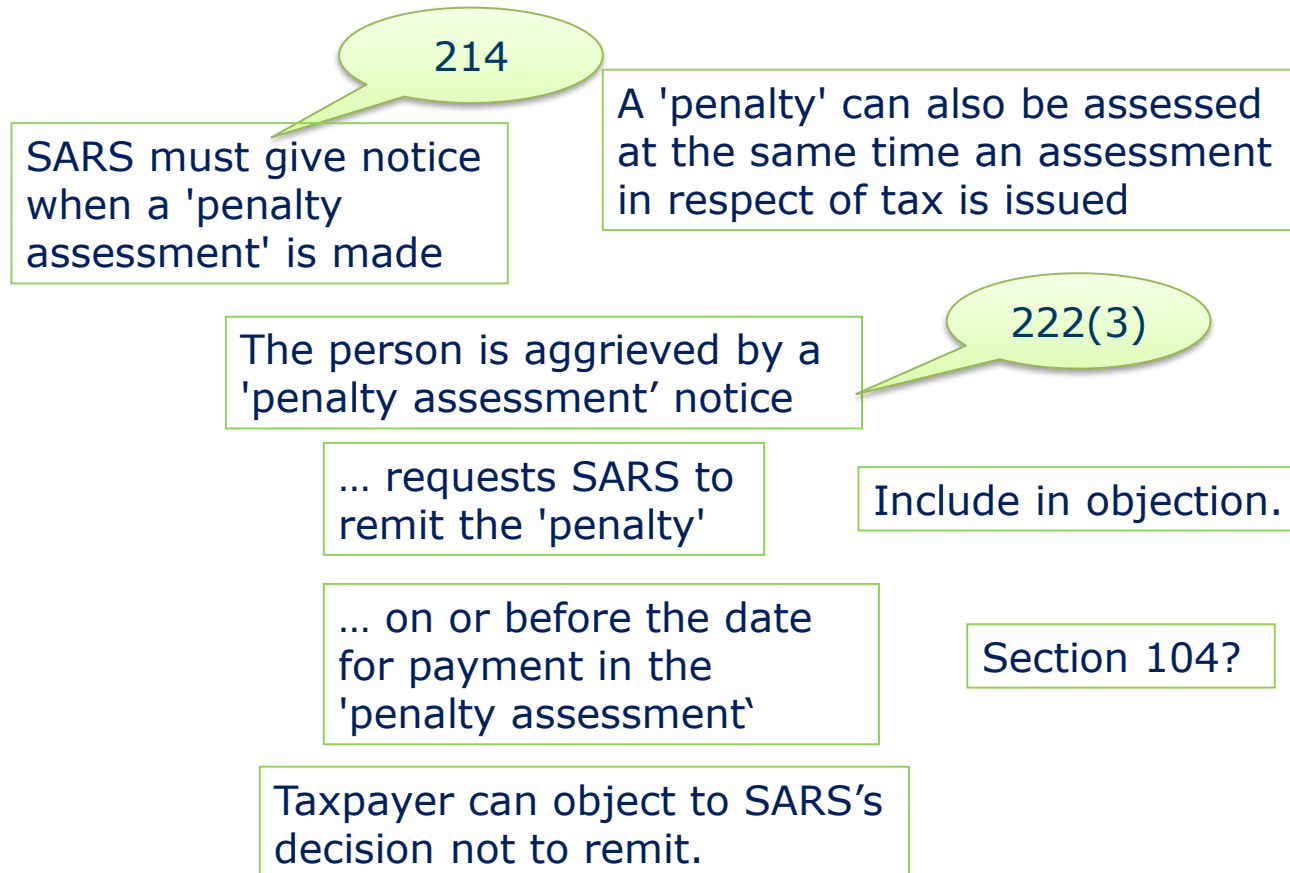 214
SARS must give notice
when a 'penalty
assessment' is made
A 'penalty' can also be assessed
at the same time an assessment
in respect of tax is issued
222(3)
The person is aggrieved by a
'penalty assessment’ notice
… requests SARS to
remit the 'penalty'
Include in objection.
… on or before the date
for payment in the
'penalty assessment‘
Section 104?
Taxpayer can object to SARS’s
decision not to remit.